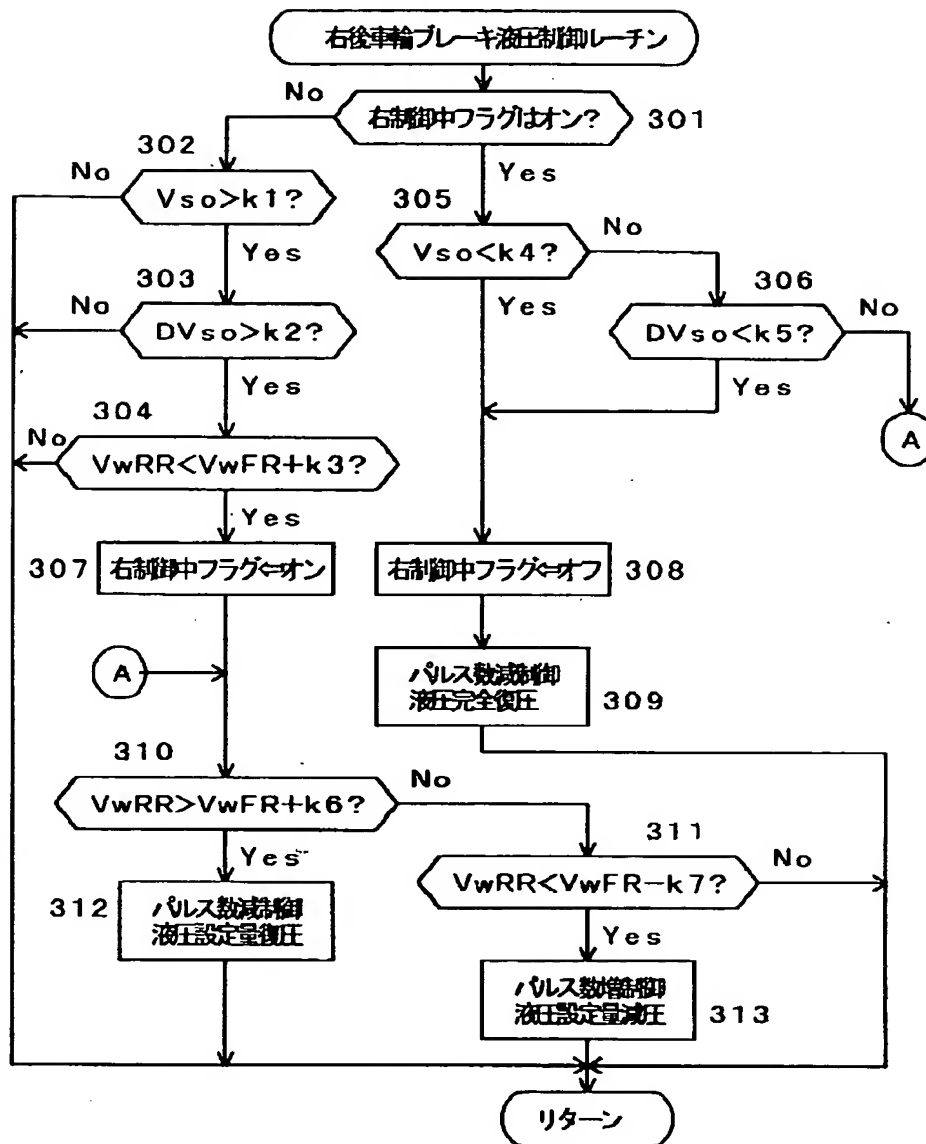 右後車輪ブレーキ液圧制御ルーチン
No
右制御中フラグはオン?
301
302
Yes
No
Vso>k1?
305
Yes
Vso<k4?
No
303
306
No
DVso>k2?
Yes
DVso<k5?
No
Yes
Yes
304
A
No
VwRR<VwFR+k3?
Yes
307
右制御中フラグ⇐オン
右制御中フラグ⇐オフ
308
A
パルス数減制御
液圧完全復圧
309
310
No
VwRR>VwFR+k6?
311
Yes
VwRR<VwFR-k7?
No
312
パルス数減制御
液圧設定量復圧
Yes
パルス数増制御
液圧設定量減圧
313
リターン